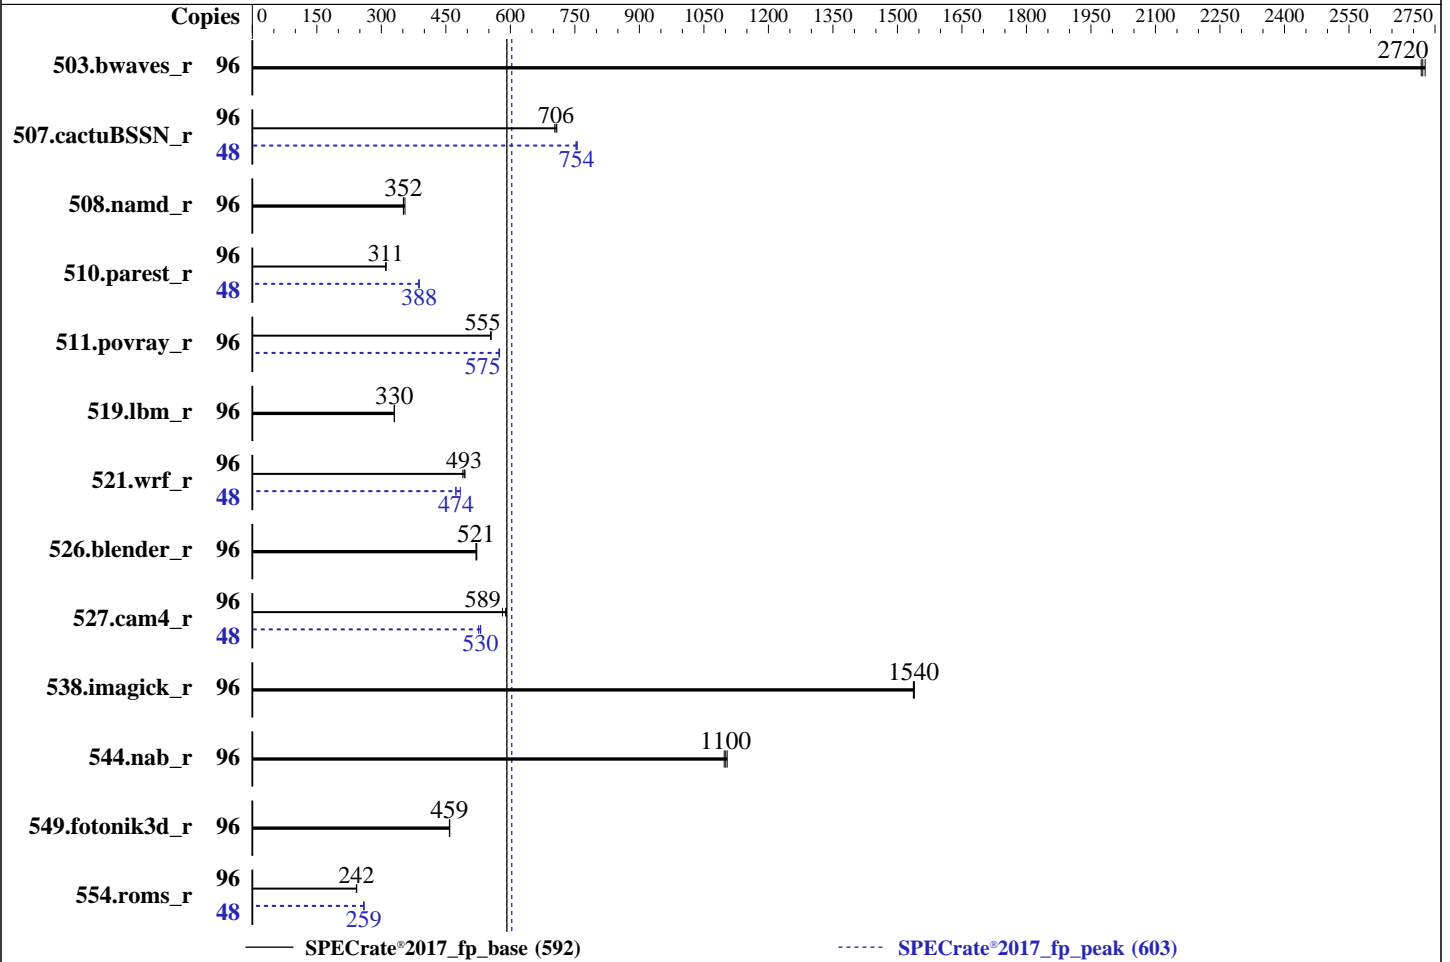 Copies 0 150 300 450 600 750 900 1050 1200 1350 1500 1650 1800 1950 2100 2250 2400 2550 2750
503.bwaves_r 96 2720
507.cactuBSSN_r 96 706
48 754
508.namd_r 96 352
510.parest_r 96 311
48 388
511.povray_r 96 555
575
519.lbm_r 96 330
521.wrf_r 96 493
48 474
526.blender_r 96 521
527.cam4_r 96 589
48 530
538.imagick_r 96 1540
544.nab_r 96 1100
549.fotonik3d_r 96 459
554.roms_r 96 242
48 259
SPECrate®2017_fp_base (592) SPECrate®2017_fp_peak (603)